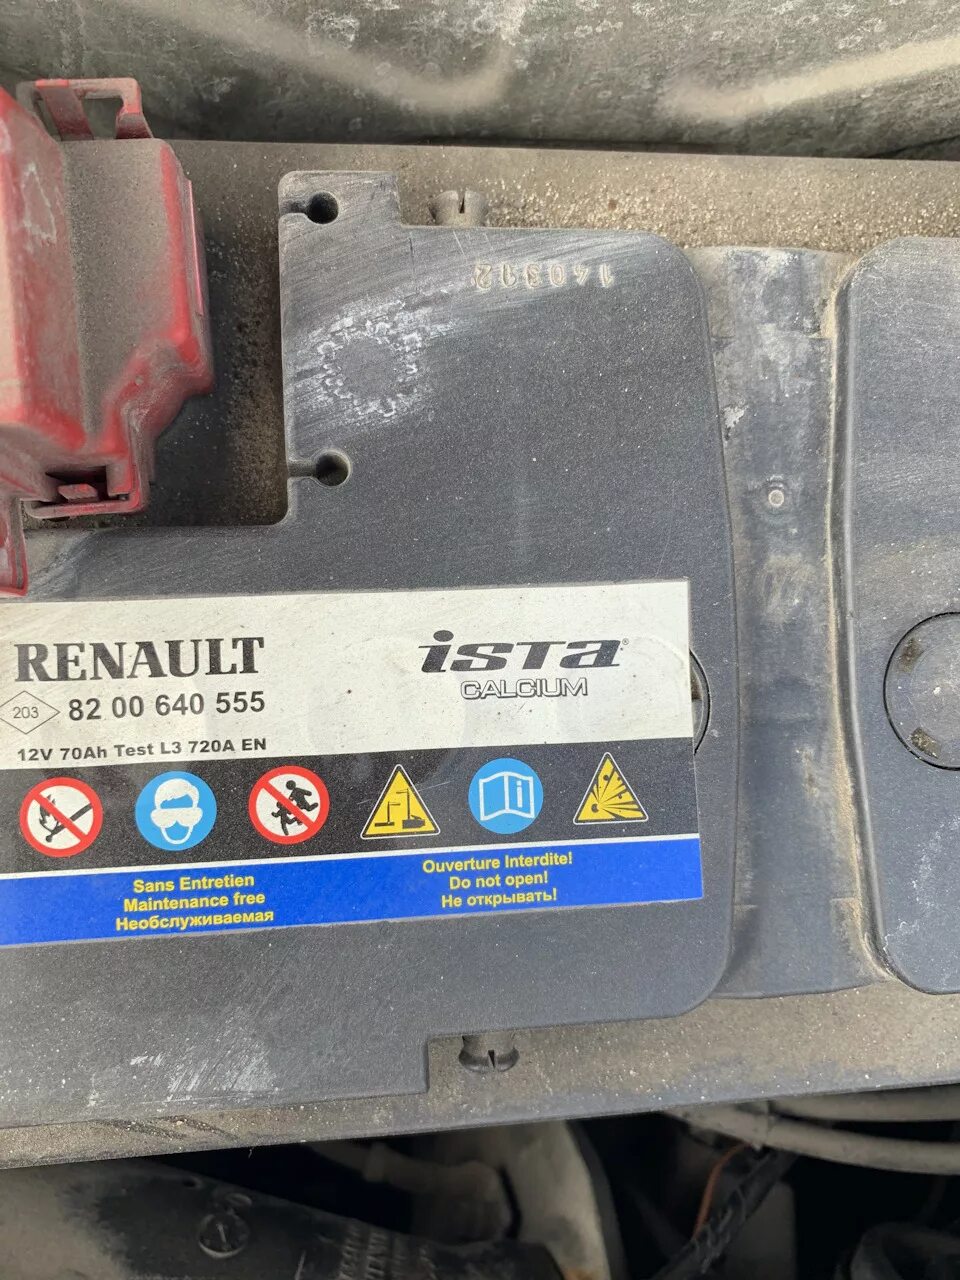 140312
RENAULT
203 82 00 640 555
12V 70Ah Test L3 720A EN
ista®
CALCIUM
Sans Entretien
Maintenance free
Необслуживаемая
Ouverture Interdite!
Do not open!
Не открывать!